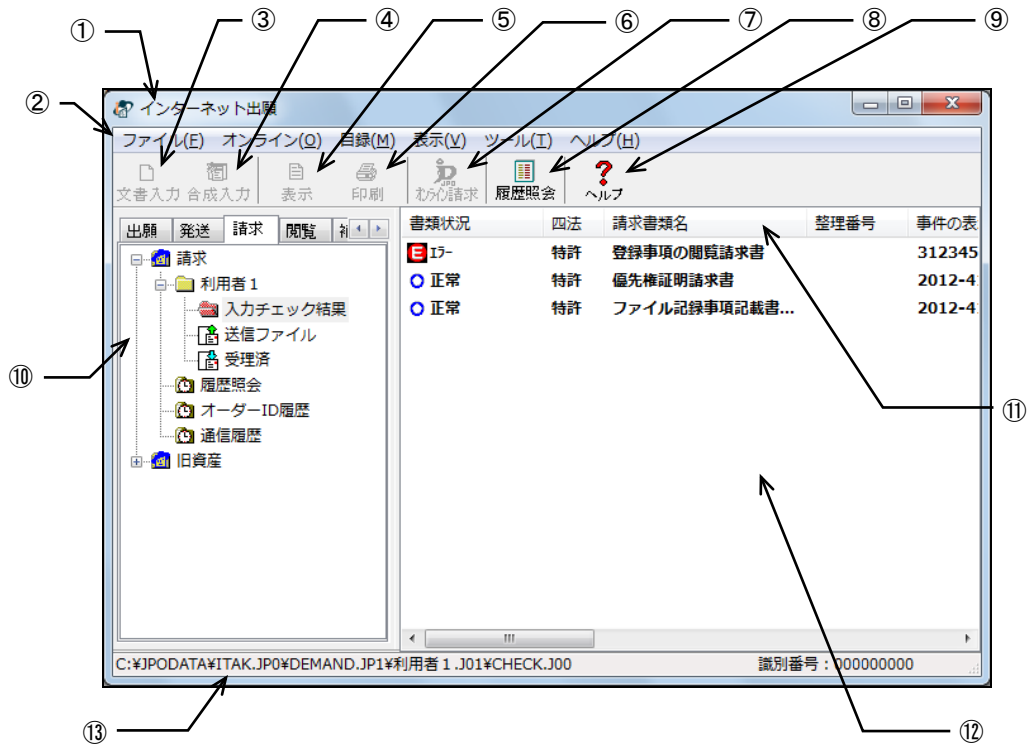 ① ③ ④ ⑤ ⑥ ⑦ ⑧ ⑨
②
インターネット出願
ファイル(F) オンライン(O) 目録(M) 表示(V) ツール(T) ヘルプ(H)
文書入力 合成入力 表示 印刷 オンライン請求 履歴照会 ヘルプ
出願 発送 請求 閲覧
書類状況 四法 請求書類名 整理番号 事件の表
E エラー 特許 登録事項の閲覧請求書 312345
正常 特許 優先権証明請求書 2012-4
正常 特許 ファイル記録事項記載書... 2012-4
請求
利用者1
入力チェック結果
送信ファイル
受理済
履歴照会
オーダーID履歴
通信履歴
旧資産
⑩
⑪
C:¥JPODATA¥ITAK.JP0¥DEMAND.JP1¥利用者1.J01¥CHECK.J00 識別番号:000000000
⑬ ⑫